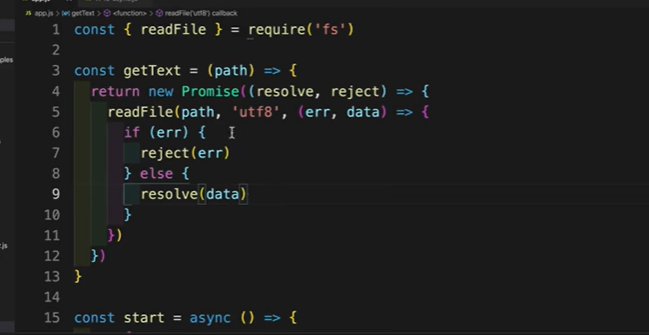 app.js
JS app.js > getText > <function> > readFile('utf8') callback
1 const { readFile } = require('fs')
2
3 const getText = (path) => {
4 return new Promise((resolve, reject) => {
5 readFile(path, 'utf8', (err, data) => {
6 if (err) {
7 reject(err)
8 } else {
9 resolve(data)
10 }
11 })
12 })
13 }
14
15 const start = async () => {